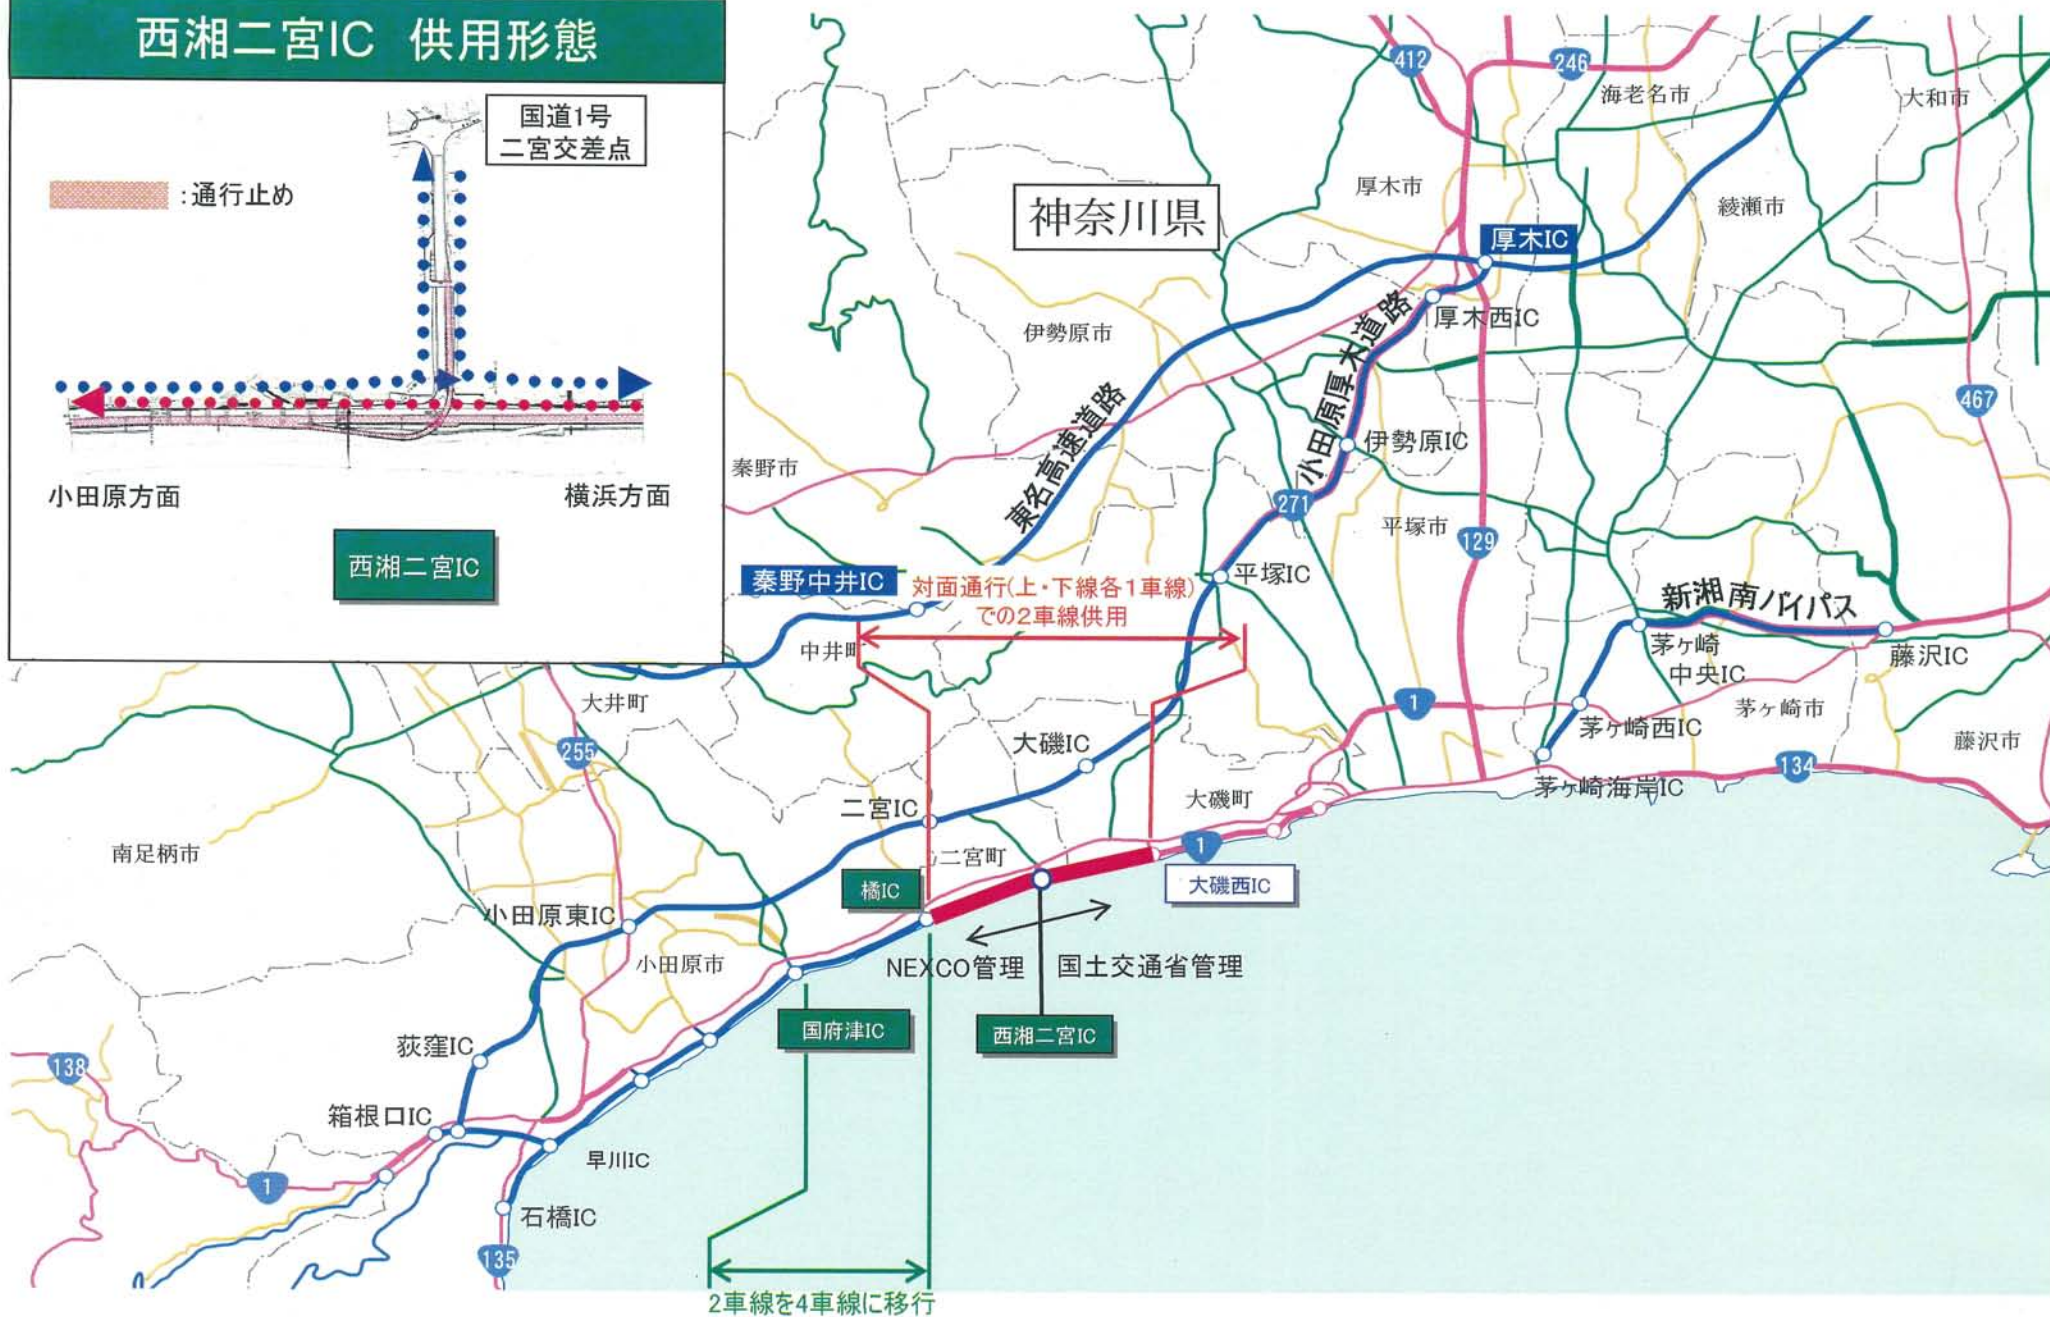 西湘二宮IC 供用形態
国道1号
二宮交差点
:通行止め
小田原方面
横浜方面
西湘二宮IC
神奈川県
412
246
海老名市
大和市
厚木市
綾瀬市
厚木IC
厚木西IC
伊勢原市
小田原厚木道路
東名高速道路
467
伊勢原IC
秦野市
271
平塚市
129
秦野中井IC
対面通行(上・下線各1車線)
での2車線供用
平塚IC
新湘南バイパス
中井町
茅ヶ崎
中央IC
藤沢IC
大井町
1
茅ヶ崎市
茅ヶ崎西IC
藤沢市
255
大磯IC
134
茅ヶ崎海岸IC
大磯町
二宮IC
南足柄市
二宮町
1
橘IC
大磯西IC
小田原東IC
小田原市
NEXCO管理
国土交通省管理
国府津IC
西湘二宮IC
荻窪IC
138
箱根口IC
早川IC
1
石橋IC
135
2車線を4車線に移行